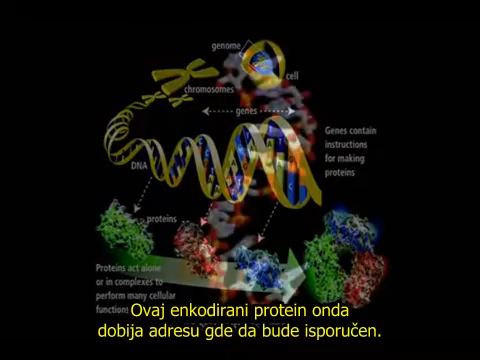 genome
cell
chromosomes
genes
Genes contain
instructions
for making
proteins
DNA
proteins
Proteins act alone
or in complexes to
perform many cellular
functions
Ovaj enkodirani protein onda
dobija adresu gde da bude isporučen.